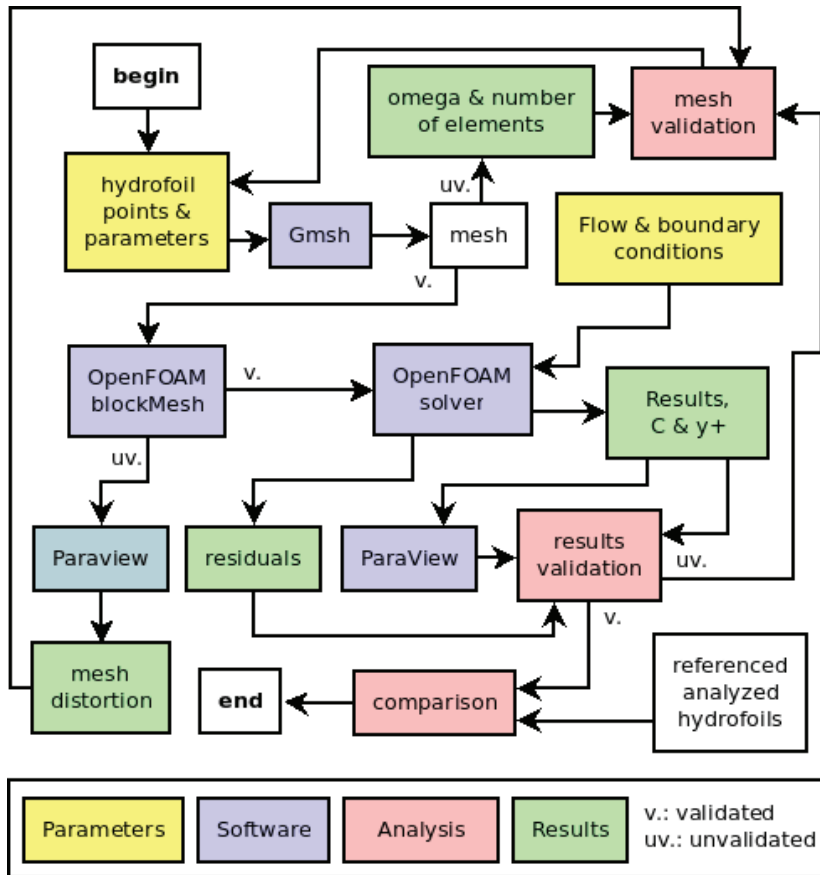 begin
omega & number
of elements
mesh
validation
hydrofoil
points &
parameters
uv.
Gmsh
mesh
Flow & boundary
conditions
v.
OpenFOAM
blockMesh
v.
OpenFOAM
solver
Results,
C & y+
uv.
Paraview
residuals
ParaView
results
validation
uv.
v.
mesh
distortion
end
comparison
referenced
analyzed
hydrofoils
Parameters
Software
Analysis
Results
v.: validated
uv.: unvalidated